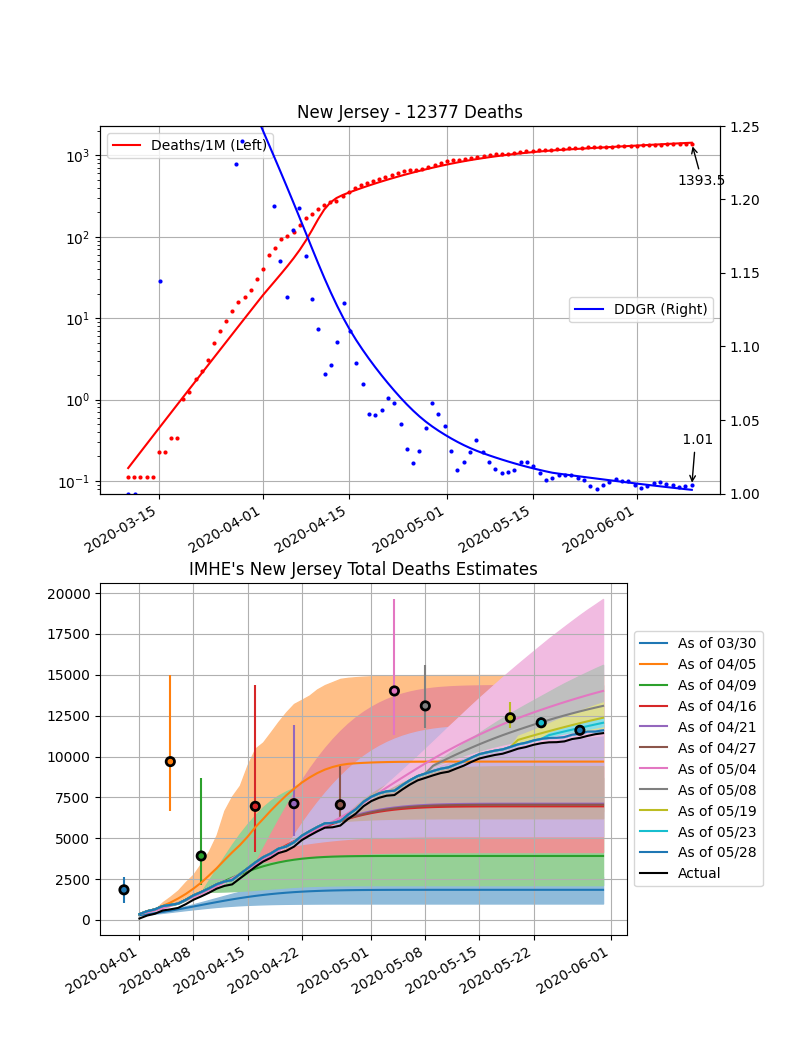 New Jersey - 12377 Deaths
Deaths/1M (Left)
DDGR (Right)
1393.5
1.01
10³
10²
10¹
10⁰
10⁻¹
1.25
1.20
1.15
1.10
1.05
1.00
2020-03-15
2020-04-01
2020-04-15
2020-05-01
2020-05-15
2020-06-01
IMHE's New Jersey Total Deaths Estimates
20000
17500
15000
12500
10000
7500
5000
2500
0
2020-04-01
2020-04-08
2020-04-15
2020-04-22
2020-05-01
2020-05-08
2020-05-15
2020-05-22
2020-06-01
As of 03/30
As of 04/05
As of 04/09
As of 04/16
As of 04/21
As of 04/27
As of 05/04
As of 05/08
As of 05/19
As of 05/23
As of 05/28
Actual